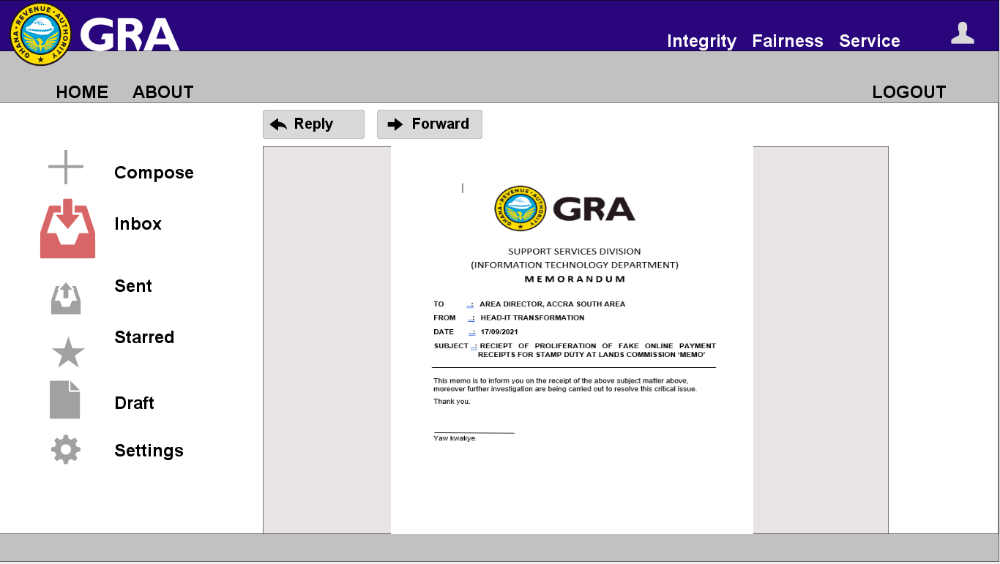 GHANA · REVENUE · AUTHORITY
GRA
Integrity Fairness Service
HOME ABOUT LOGOUT
Reply Forward
Compose
Inbox
Sent
Starred
Draft
Settings
GHANA · REVENUE · AUTHORITY
GRA
SUPPORT SERVICES DIVISION
(INFORMATION TECHNOLOGY DEPARTMENT)
MEMORANDUM
TO : AREA DIRECTOR, ACCRA SOUTH AREA
FROM : HEAD-IT TRANSFORMATION
DATE : 17/09/2021
SUBJECT : RECIEPT OF PROLIFERATION OF FAKE ONLINE PAYMENT
RECEIPTS FOR STAMP DUTY AT LANDS COMMISSION ‘MEMO’
This memo is to inform you on the receipt of the above subject matter above,
moreover further investigation are being carried out to resolve this critical issue.
Thank you.
Yaw kwakye.